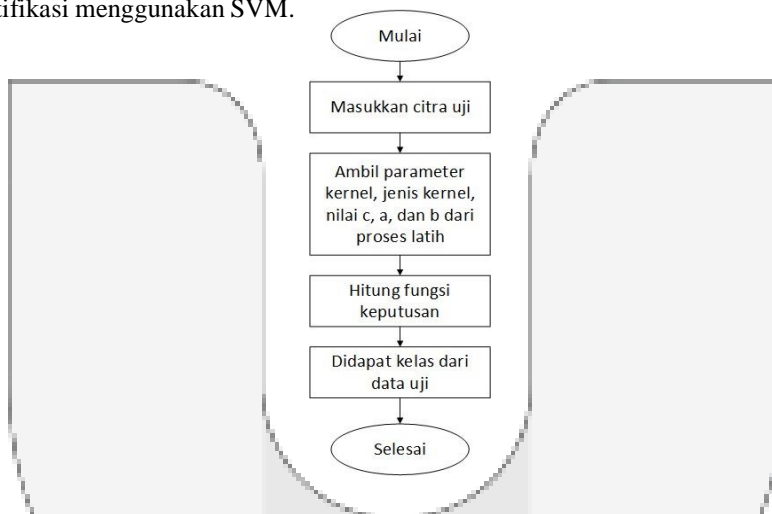 menggunakan SVM.
Mulai
Masukkan citra uji
Ambil parameter
kernel, jenis kernel,
nilai c, a, dan b dari
proses latih
Hitung fungsi
keputusan
Didapat kelas dari
data uji
Selesai